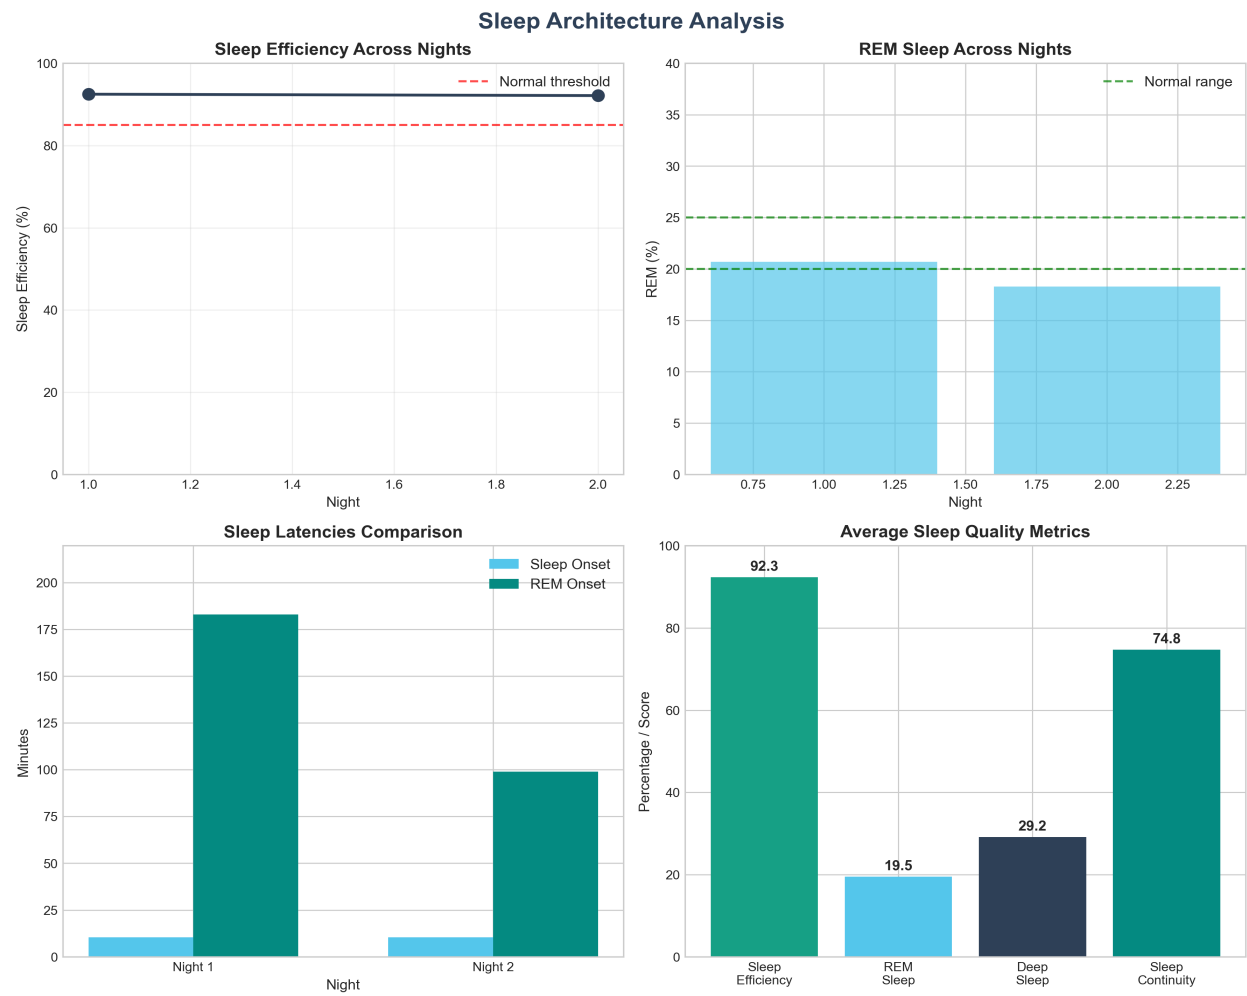 Sleep Architecture Analysis
Sleep Efficiency Across Nights
Normal threshold
100
80
60
40
20
0
Sleep Efficiency (%)
1.0 1.2 1.4 1.6 1.8 2.0
Night
REM Sleep Across Nights
Normal range
40
35
30
25
20
15
10
5
0
REM (%)
0.75 1.00 1.25 1.50 1.75 2.00 2.25
Night
Sleep Latencies Comparison
Sleep Onset
REM Onset
200
175
150
125
100
75
50
25
0
Minutes
Night 1 Night 2
Night
Average Sleep Quality Metrics
100
80
60
40
20
0
Percentage / Score
92.3
19.5
29.2
74.8
Sleep
Efficiency
REM
Sleep
Deep
Sleep
Sleep
Continuity